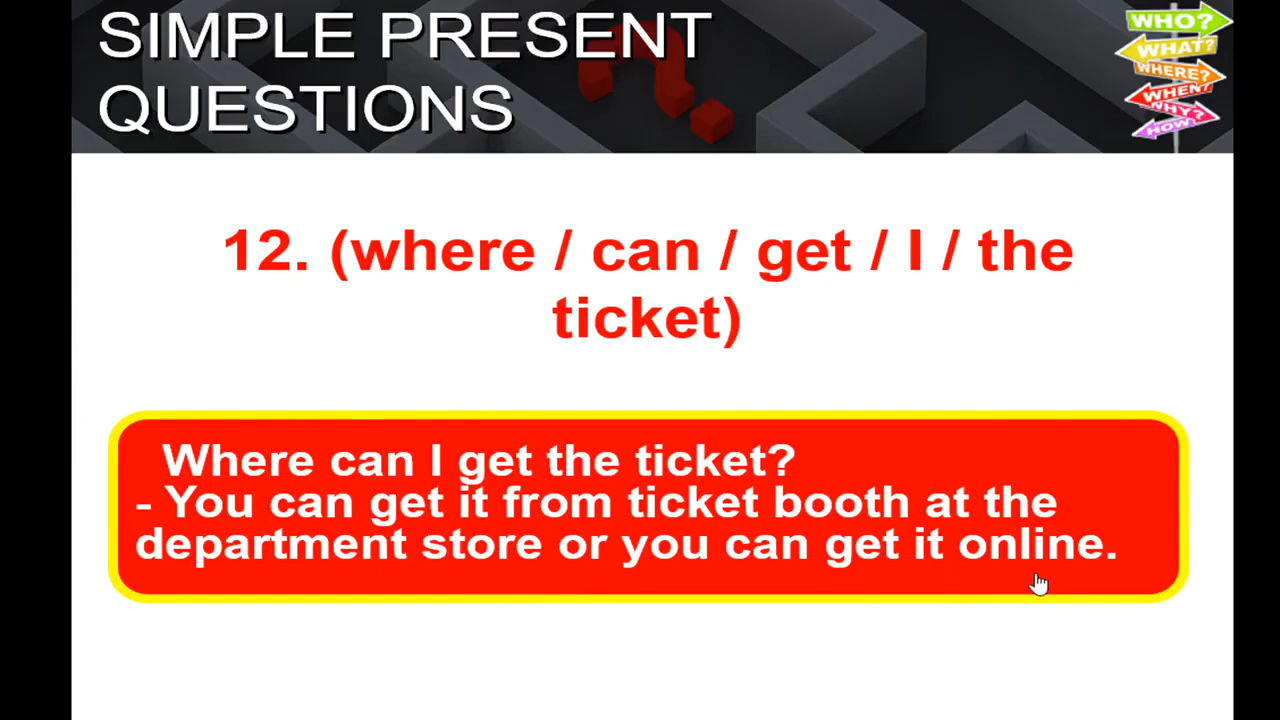 SIMPLE PRESENT
QUESTIONS
WHO?
WHAT?
WHERE?
WHEN?
WHY?
HOW
12. (where / can / get / I / the
ticket)
Where can I get the ticket?
- You can get it from ticket booth at the
department store or you can get it online.